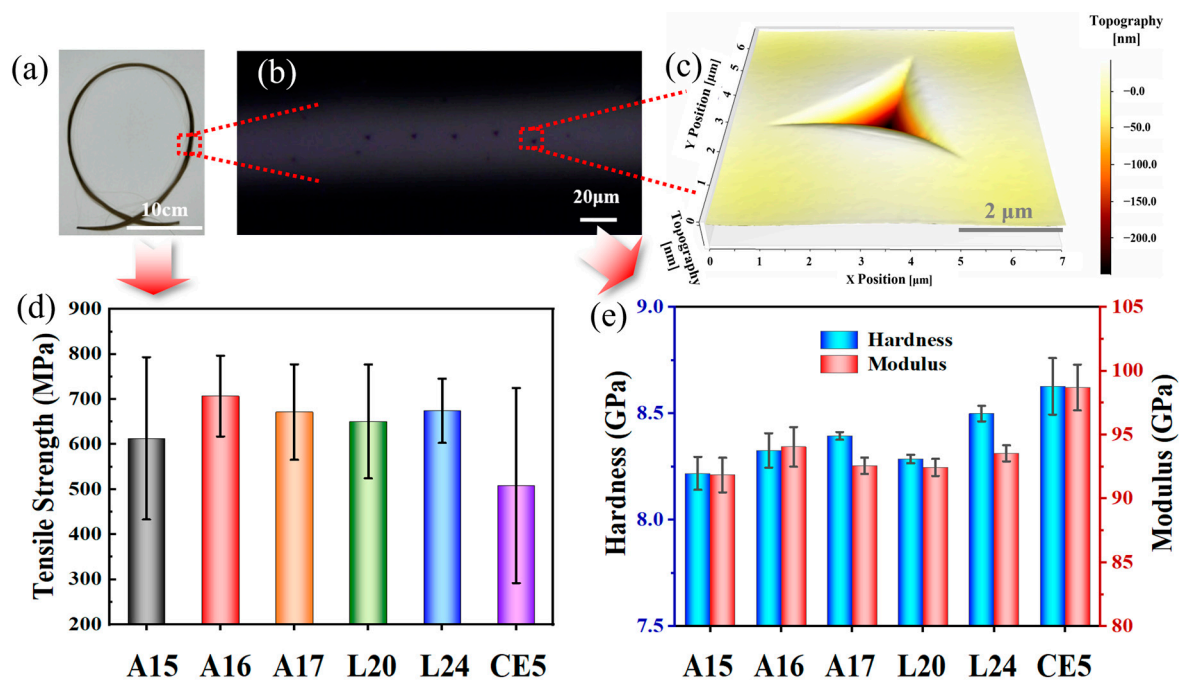 (a)
10cm
(b)
20μm
(c)
Topography
[nm]
−0.0
−50.0
−100.0
−150.0
−200.0
Y Position [μm]
6
5
4
3
2
1
0
Topography
[nm]
2 μm
0 1 2 3 4 5 6 7
X Position [μm]
(d)
Tensile Strength (MPa)
900
800
700
600
500
400
300
200
A15 A16 A17 L20 L24 CE5
(e)
Hardness (GPa)
9.0
8.5
8.0
7.5
Hardness
Modulus
105
100
95
90
85
80
Modulus (GPa)
A15 A16 A17 L20 L24 CE5